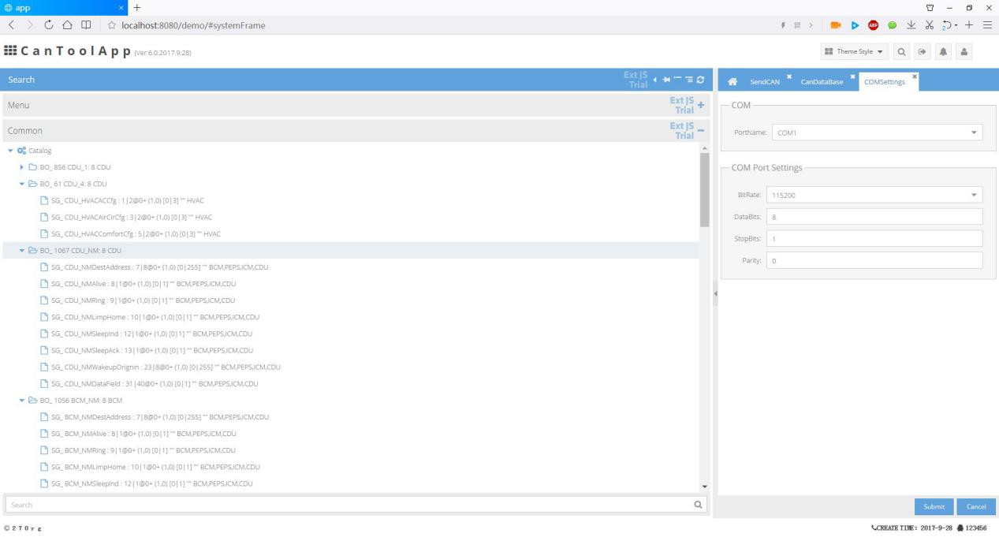 app
localhost:8080/demo/#systemFrame
ABP
2
CanToolApp (Ver:6.0.2017.9.28)
Theme Style
Search
Ext JS Trial
Menu
Ext JS Trial
Common
Ext JS Trial
Catalog
BO_ 856 CDU_1: 8 CDU
BO_ 61 CDU_4: 8 CDU
SG_ CDU_HVACACCfg : 1|2@0+ (1,0) [0|3] "" HVAC
SG_ CDU_HVACAirCirCfg : 3|2@0+ (1,0) [0|3] "" HVAC
SG_ CDU_HVACComfortCfg : 5|2@0+ (1,0) [0|3] "" HVAC
BO_ 1067 CDU_NM: 8 CDU
SG_ CDU_NMDestAddress : 7|8@0+ (1,0) [0|255] "" BCM,PEPS,ICM,CDU
SG_ CDU_NMAlive : 8|1@0+ (1,0) [0|1] "" BCM,PEPS,ICM,CDU
SG_ CDU_NMRing : 9|1@0+ (1,0) [0|1] "" BCM,PEPS,ICM,CDU
SG_ CDU_NMLimpHome : 10|1@0+ (1,0) [0|1] "" BCM,PEPS,ICM,CDU
SG_ CDU_NMSleepInd : 12|1@0+ (1,0) [0|1] "" BCM,PEPS,ICM,CDU
SG_ CDU_NMSleepAck : 13|1@0+ (1,0) [0|1] "" BCM,PEPS,ICM,CDU
SG_ CDU_NMWakeupOrignin : 23|8@0+ (1,0) [0|255] "" BCM,PEPS,ICM,CDU
SG_ CDU_NMDataField : 31|40@0+ (1,0) [0|1] "" BCM,PEPS,ICM,CDU
BO_ 1056 BCM_NM: 8 BCM
SG_ BCM_NMDestAddress : 7|8@0+ (1,0) [0|255] "" BCM,PEPS,ICM,CDU
SG_ BCM_NMAlive : 8|1@0+ (1,0) [0|1] "" BCM,PEPS,ICM,CDU
SG_ BCM_NMRing : 9|1@0+ (1,0) [0|1] "" BCM,PEPS,ICM,CDU
SG_ BCM_NMLimpHome : 10|1@0+ (1,0) [0|1] "" BCM,PEPS,ICM,CDU
SG_ BCM_NMSleepInd : 12|1@0+ (1,0) [0|1] "" BCM,PEPS,ICM,CDU
Search
SendCAN CanDataBase COMSettings
COM
PortName: COM1
COM Port Settings
BitRate: 115200
DataBits: 8
StopBits: 1
Parity: 0
Submit Cancel
©2TOrg
CREATE TIME: 2017-9-28 123456